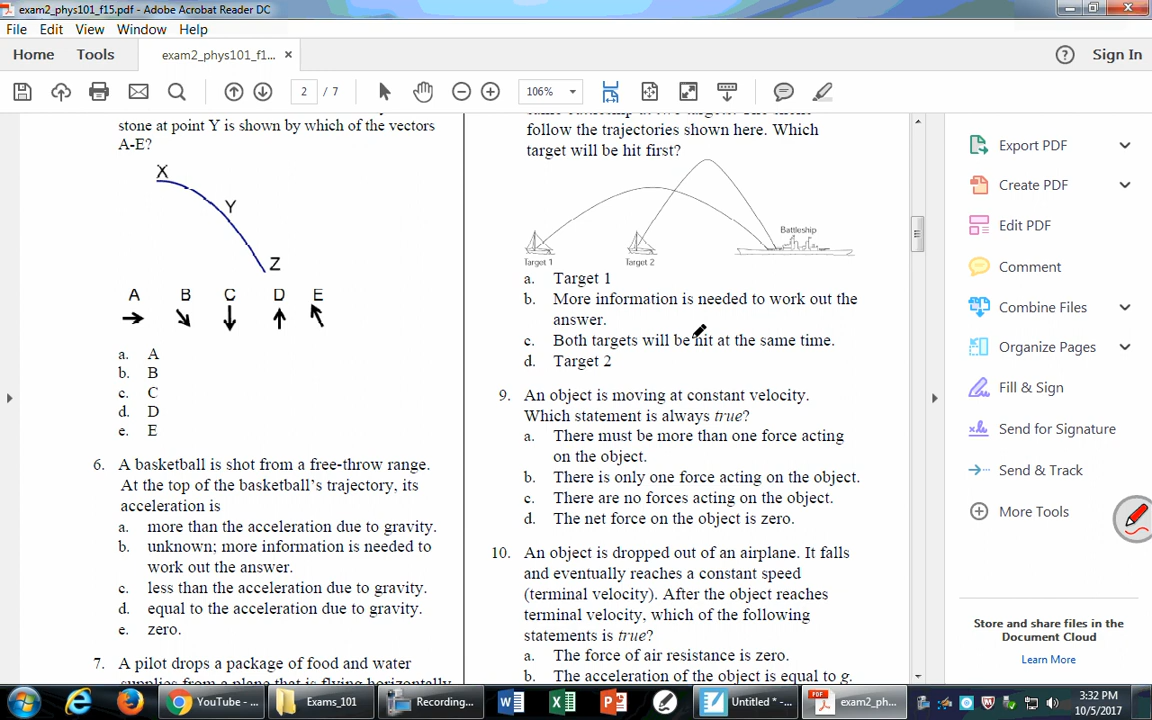 exam2_phys101_f15.pdf - Adobe Acrobat Reader DC
File Edit View Window Help
Home Tools exam2_phys101_f1... × ? Sign In
2 / 7 106%
stone at point Y is shown by which of the vectors
A-E?
X
Y
Z
A B C D E
a. A
b. B
c. C
d. D
e. E
6. A basketball is shot from a free-throw range.
At the top of the basketball's trajectory, its
acceleration is
a. more than the acceleration due to gravity.
b. unknown; more information is needed to
work out the answer.
c. less than the acceleration due to gravity.
d. equal to the acceleration due to gravity.
e. zero.
7. A pilot drops a package of food and water
supplies from a plane that is flying horizontally
follow the trajectories shown here. Which
target will be hit first?
Battleship
Target 1 Target 2
a. Target 1
b. More information is needed to work out the
answer.
c. Both targets will be hit at the same time.
d. Target 2
9. An object is moving at constant velocity.
Which statement is always true?
a. There must be more than one force acting
on the object.
b. There is only one force acting on the object.
c. There are no forces acting on the object.
d. The net force on the object is zero.
10. An object is dropped out of an airplane. It falls
and eventually reaches a constant speed
(terminal velocity). After the object reaches
terminal velocity, which of the following
statements is true?
a. The force of air resistance is zero.
b. The acceleration of the object is equal to g.
Export PDF
Create PDF
Edit PDF
Comment
Combine Files
Organize Pages
Fill & Sign
Send for Signature
Send & Track
More Tools
Store and share files in the
Document Cloud
Learn More
YouTube - ... Exams_101 Recording... Untitled * -... exam2_ph... 3:32 PM
10/5/2017